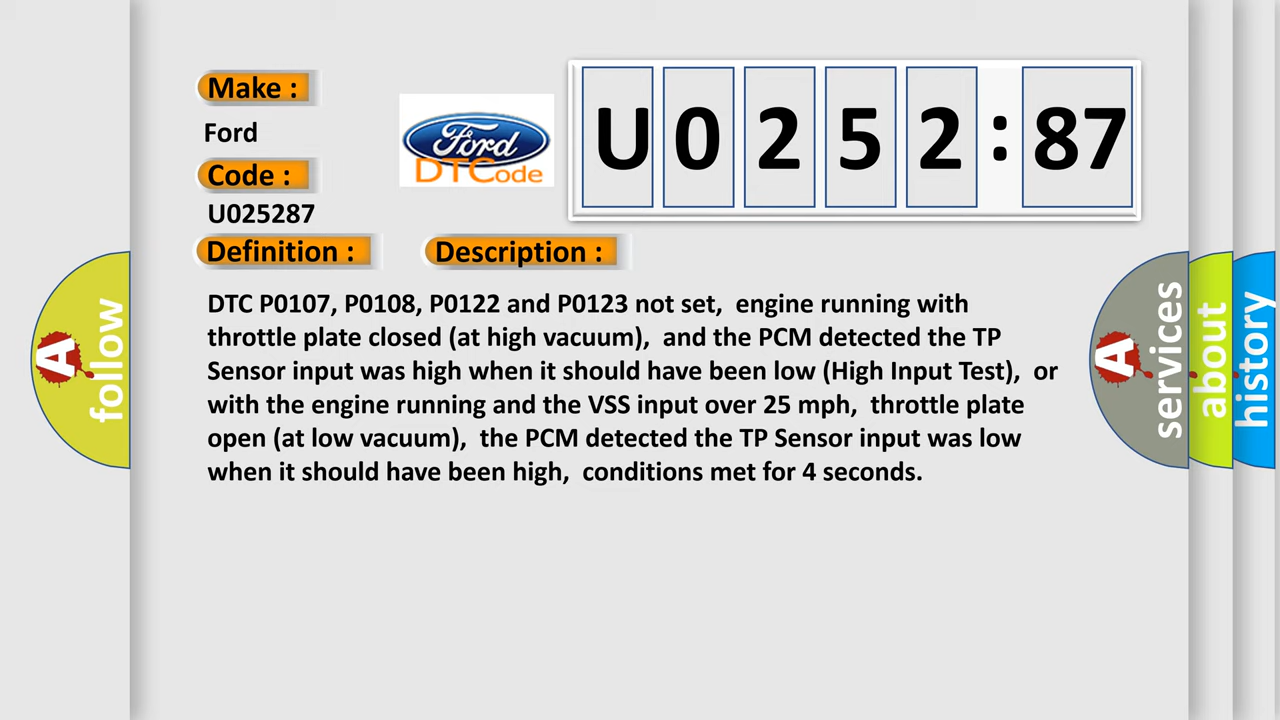 Make :
Ford
Code :
U025287
Definition :
Description :
Ford
DTCode
U0252:87
DTC P0107, P0108, P0122 and P0123 not set,  engine running with
throttle plate closed (at high vacuum),  and the PCM detected the TP
Sensor input was high when it should have been low (High Input Test),  or
with the engine running and the VSS input over 25 mph,  throttle plate
open (at low vacuum),  the PCM detected the TP Sensor input was low
when it should have been high,  conditions met for 4 seconds.
A
follow
A
services
about
history